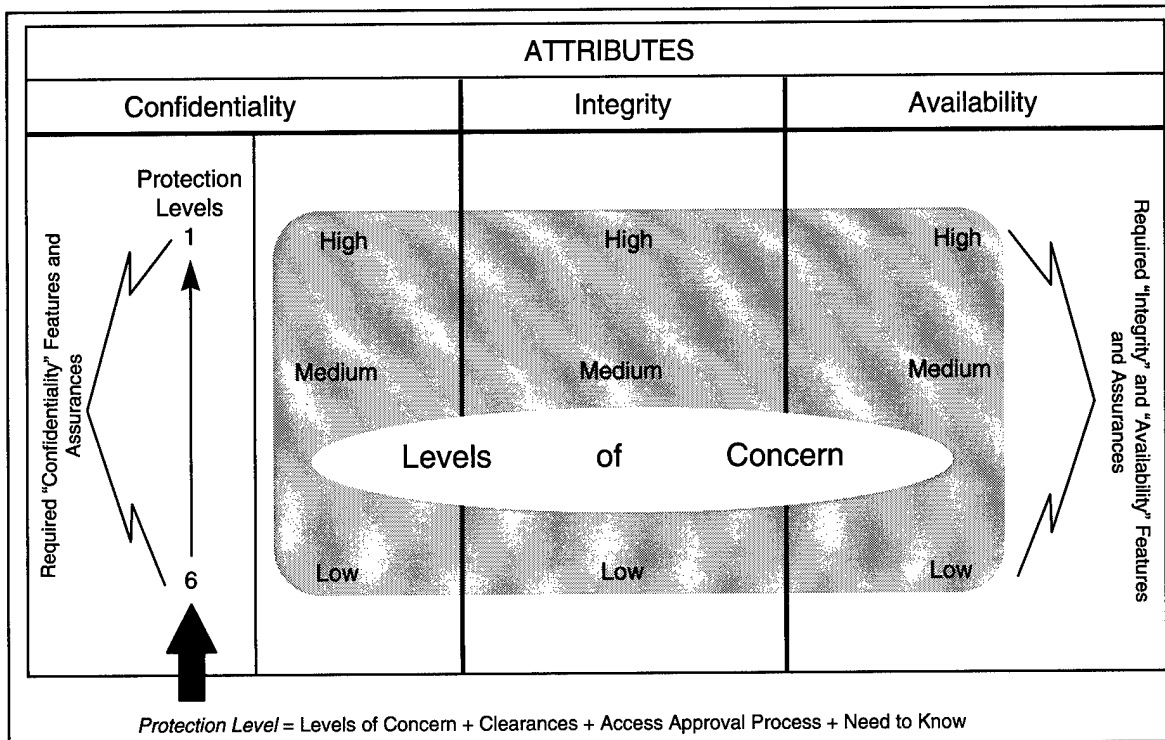 ATTRIBUTES
Confidentiality
Integrity
Availability
Protection
Levels
1
6
Required “Confidentiality” Features and
Assurances
High
High
High
Medium
Medium
Medium
Levels of Concern
Low
Low
Low
Required “Integrity” and “Availability” Features
and Assurances
Protection Level = Levels of Concern + Clearances + Access Approval Process + Need to Know